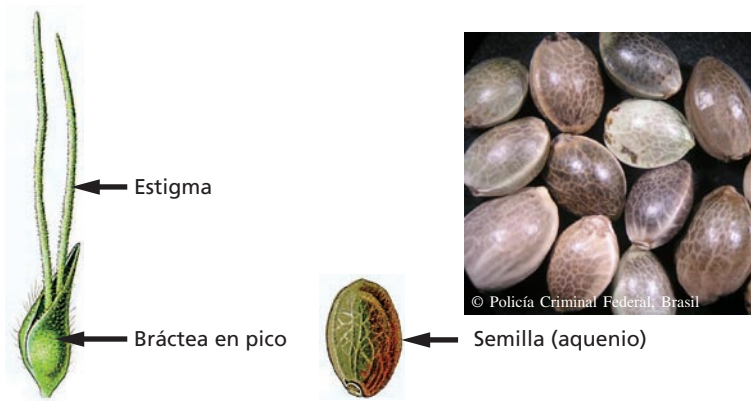 Estigma
© Policía Criminal Federal, Brasil
Bráctea en pico
Semilla (aquenio)